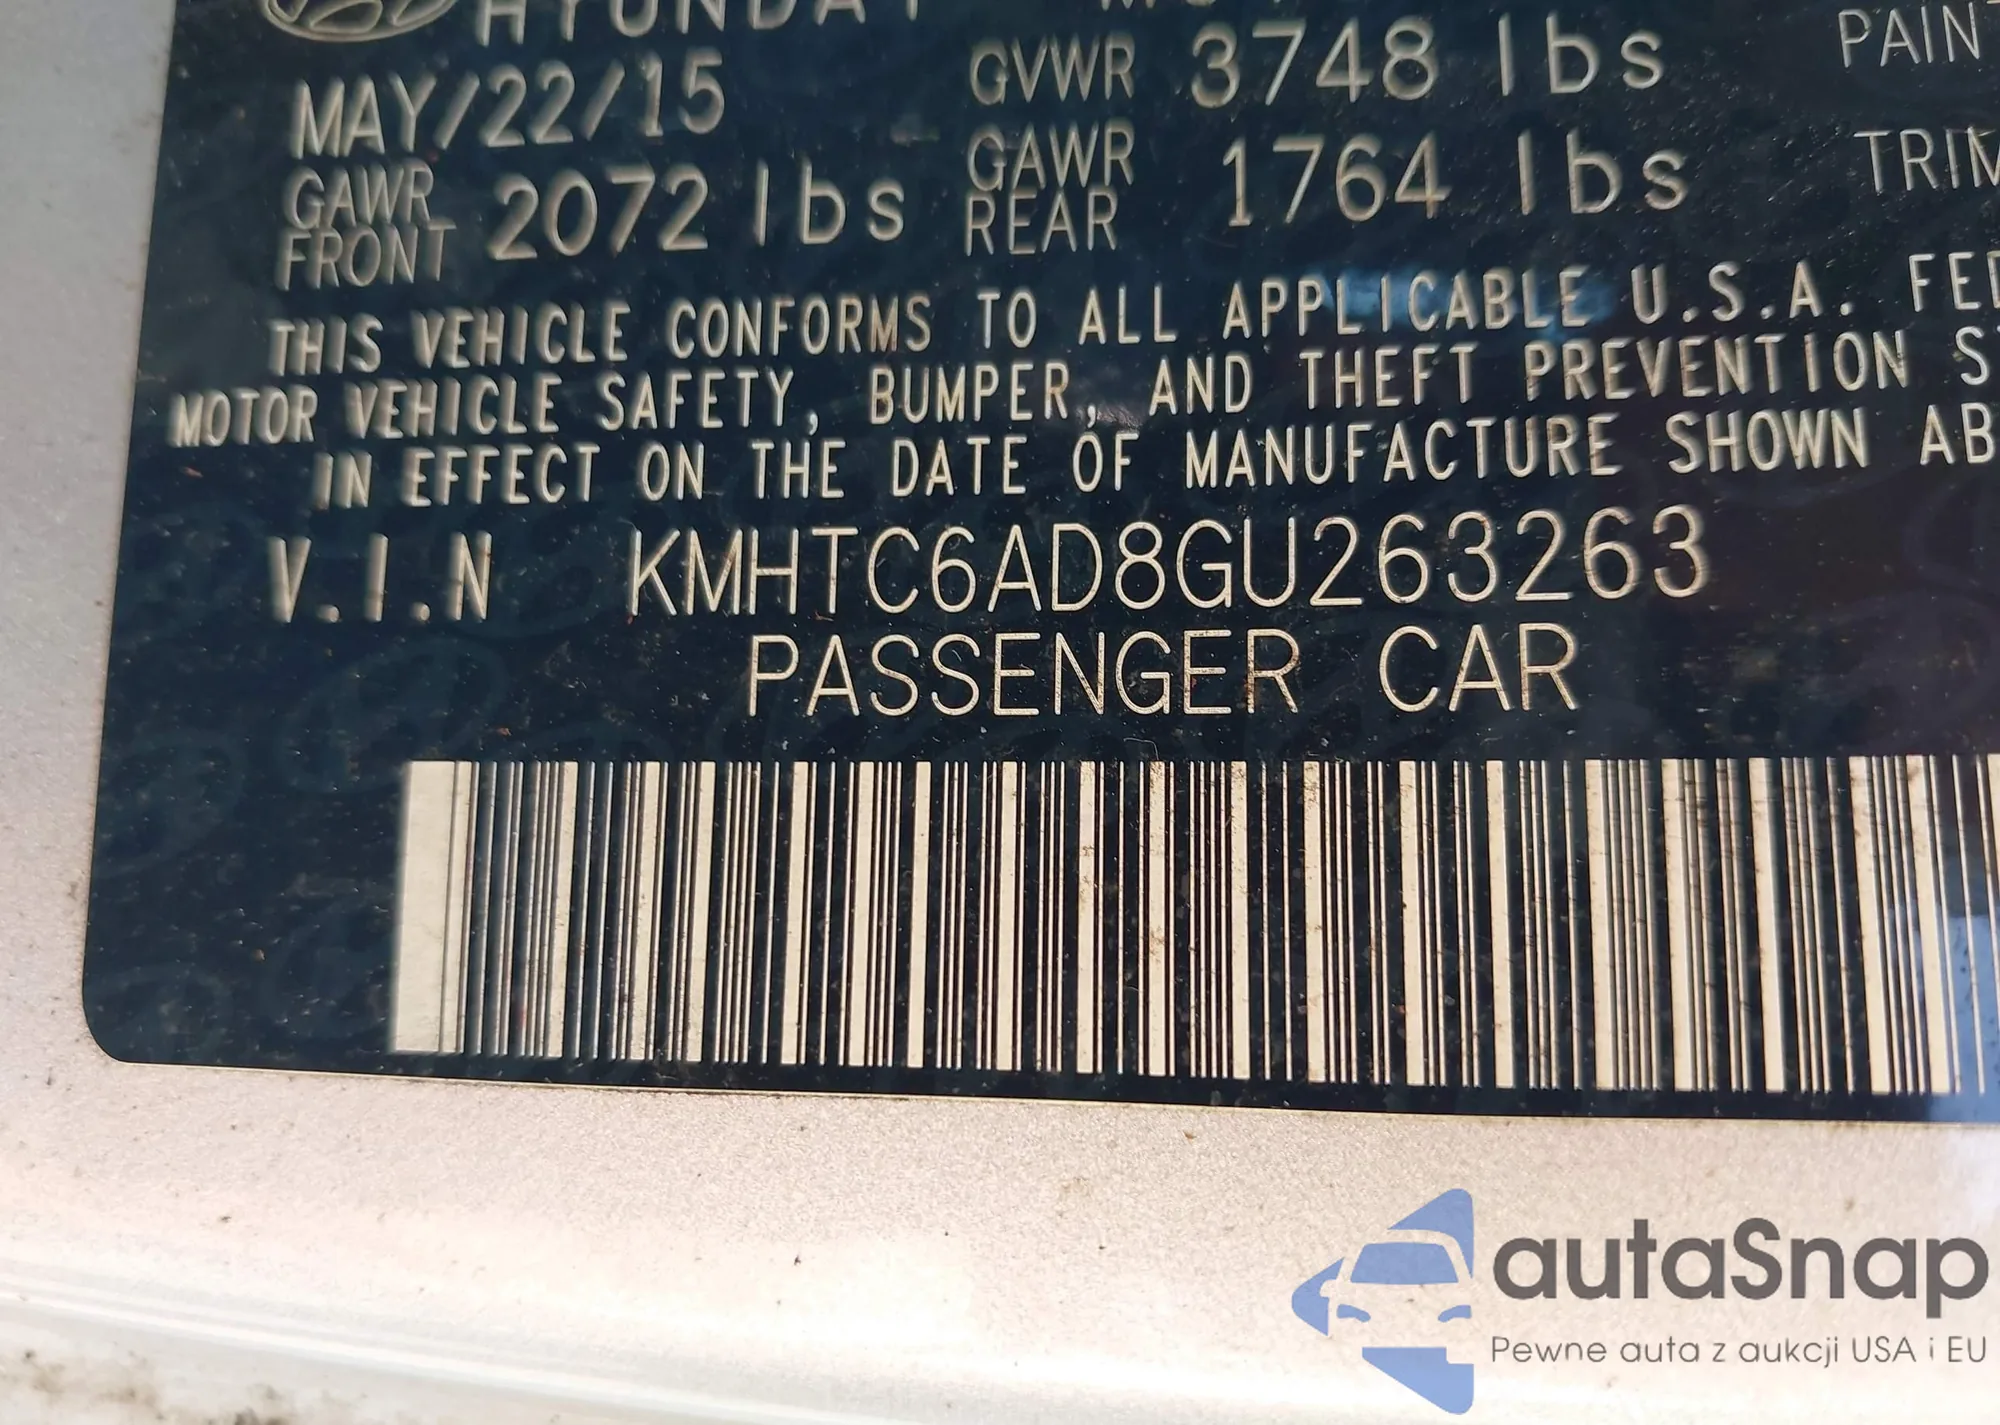 HYUNDAI
MAY/22/15 GVWR 3748 lbs PAINT
GAWR FRONT 2072 lbs GAWR REAR 1764 lbs TRIM
THIS VEHICLE CONFORMS TO ALL APPLICABLE U.S.A. FED
MOTOR VEHICLE SAFETY, BUMPER, AND THEFT PREVENTION S
IN EFFECT ON THE DATE OF MANUFACTURE SHOWN AB
V.I.N KMHTC6AD8GU263263
PASSENGER CAR
autaSnap
Pewne auta z aukcji USA i EU